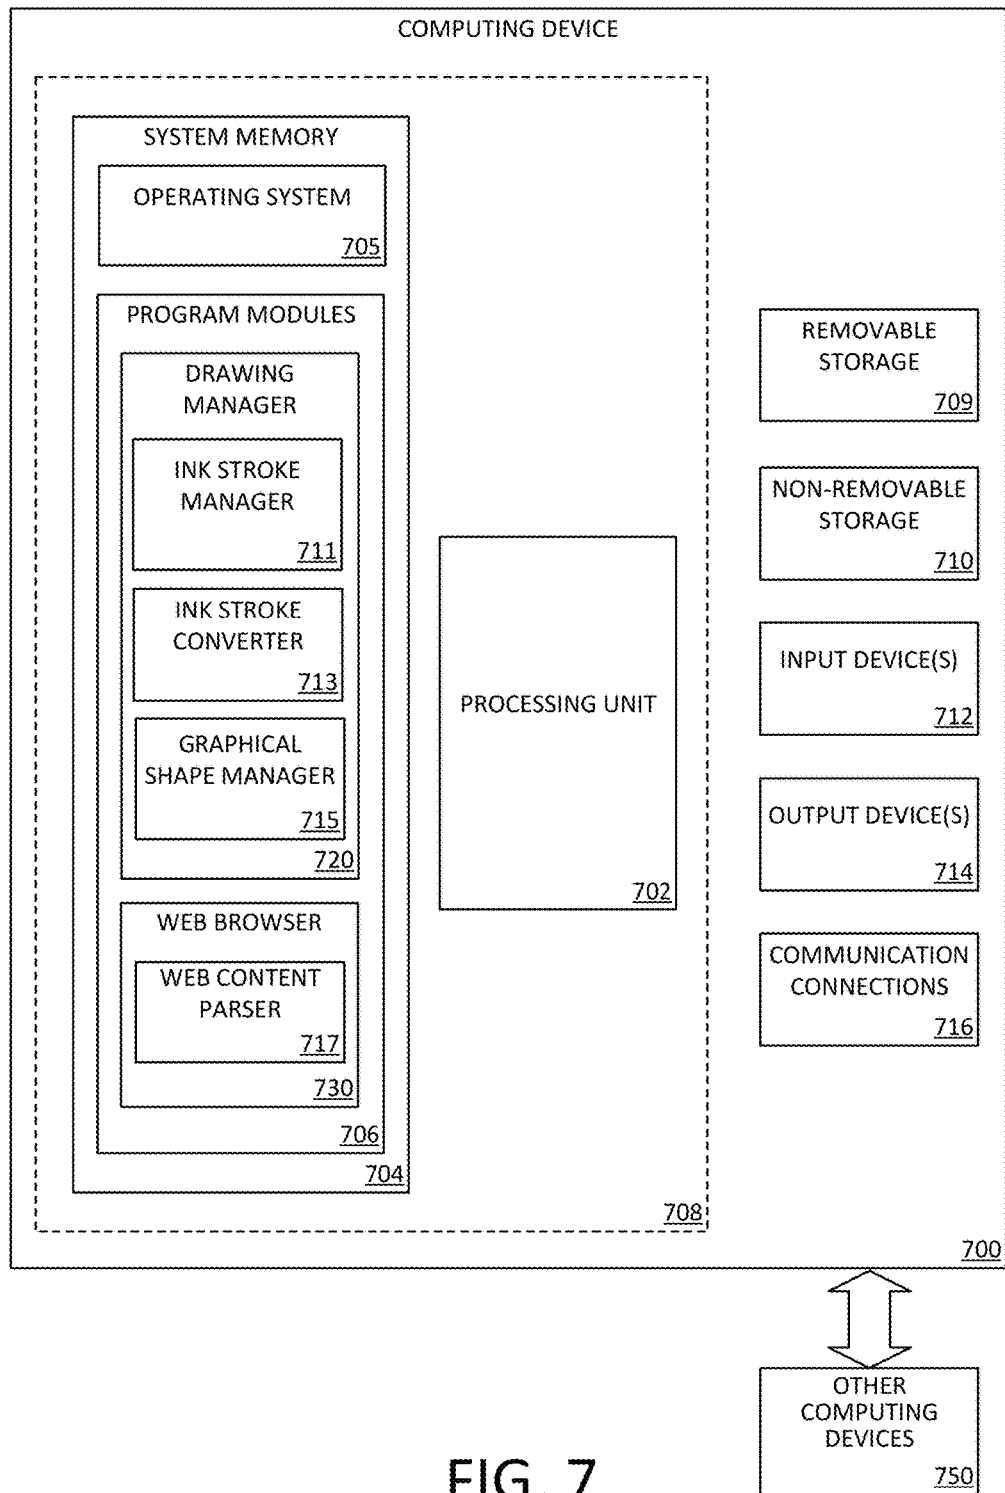 COMPUTING DEVICE
SYSTEM MEMORY
OPERATING SYSTEM
705
PROGRAM MODULES
DRAWING
MANAGER
INK STROKE
MANAGER
711
INK STROKE
CONVERTER
713
GRAPHICAL
SHAPE MANAGER
715
720
WEB BROWSER
WEB CONTENT
PARSER
717
730
706
704
PROCESSING UNIT
702
708
REMOVABLE
STORAGE
709
NON-REMOVABLE
STORAGE
710
INPUT DEVICE(S)
712
OUTPUT DEVICE(S)
714
COMMUNICATION
CONNECTIONS
716
700
OTHER
COMPUTING
DEVICES
750
FIG. 7